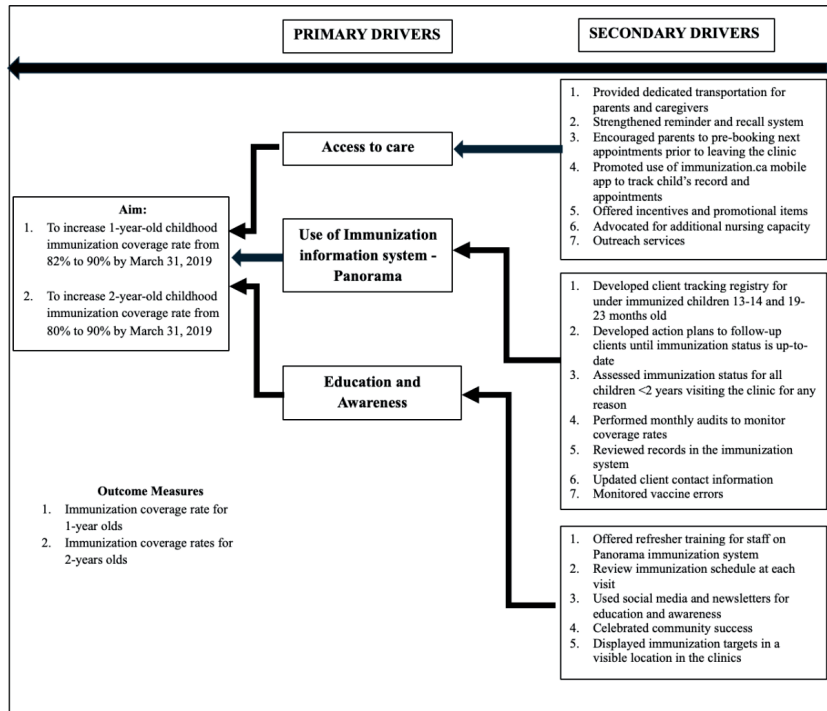 PRIMARY DRIVERS
SECONDARY DRIVERS
1. Provided dedicated transportation for
parents and caregivers
2. Strengthened reminder and recall system
3. Encouraged parents to pre-booking next
appointments prior to leaving the clinic
4. Promoted use of immunization.ca mobile
app to track child's record and
appointments
5. Offered incentives and promotional items
6. Advocated for additional nursing capacity
7. Outreach services
Access to care
Aim:
1. To increase 1-year-old childhood
immunization coverage rate from
82% to 90% by March 31, 2019
2. To increase 2-year-old childhood
immunization coverage rate from
80% to 90% by March 31, 2019
Use of Immunization
information system -
Panorama
1. Developed client tracking registry for
under immunized children 13-14 and 19-
23 months old
2. Developed action plans to follow-up
clients until immunization status is up-to-
date
3. Assessed immunization status for all
children <2 years visiting the clinic for any
reason
4. Performed monthly audits to monitor
coverage rates
5. Reviewed records in the immunization
system
6. Updated client contact information
7. Monitored vaccine errors
Education and
Awareness
Outcome Measures
1. Immunization coverage rate for
1-year olds
2. Immunization coverage rates for
2-years olds
1. Offered refresher training for staff on
Panorama immunization system
2. Review immunization schedule at each
visit
3. Used social media and newsletters for
education and awareness
4. Celebrated community success
5. Displayed immunization targets in a
visible location in the clinics